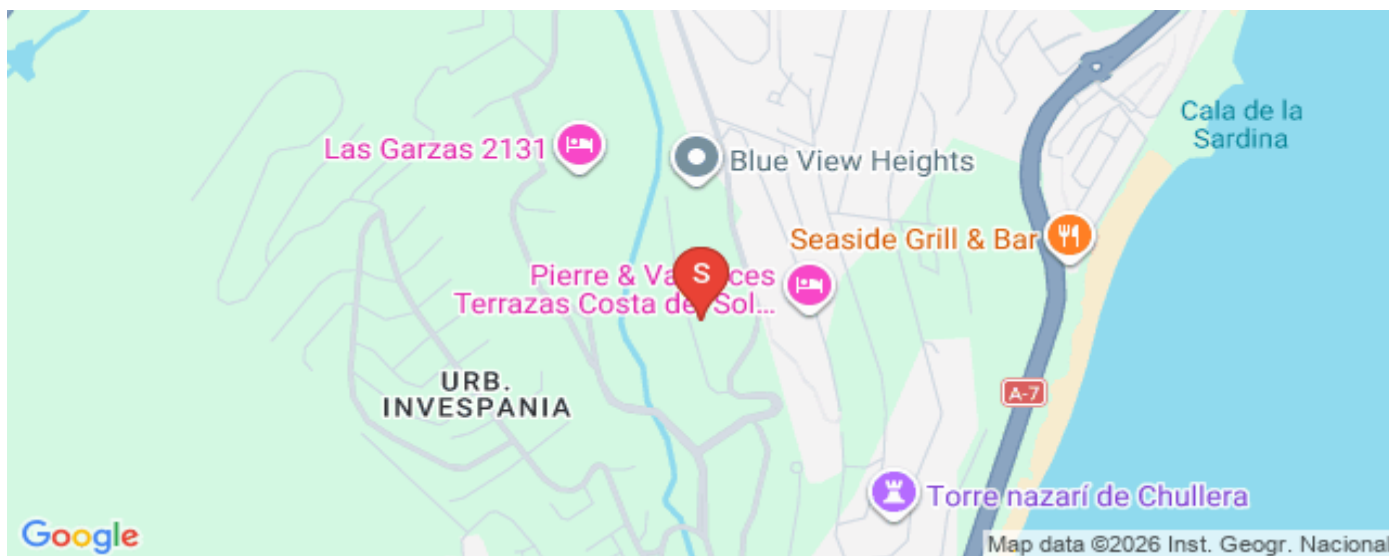 Cala de la
Sardina
Las Garzas 2131
Blue View Heights
Seaside Grill & Bar
Pierre & Va ces
Terrazas Costa de Sol...
S
URB.
INVESPANIA
A-7
Torre nazarí de Chullera
Google
Map data ©2026 Inst. Geogr. Nacional